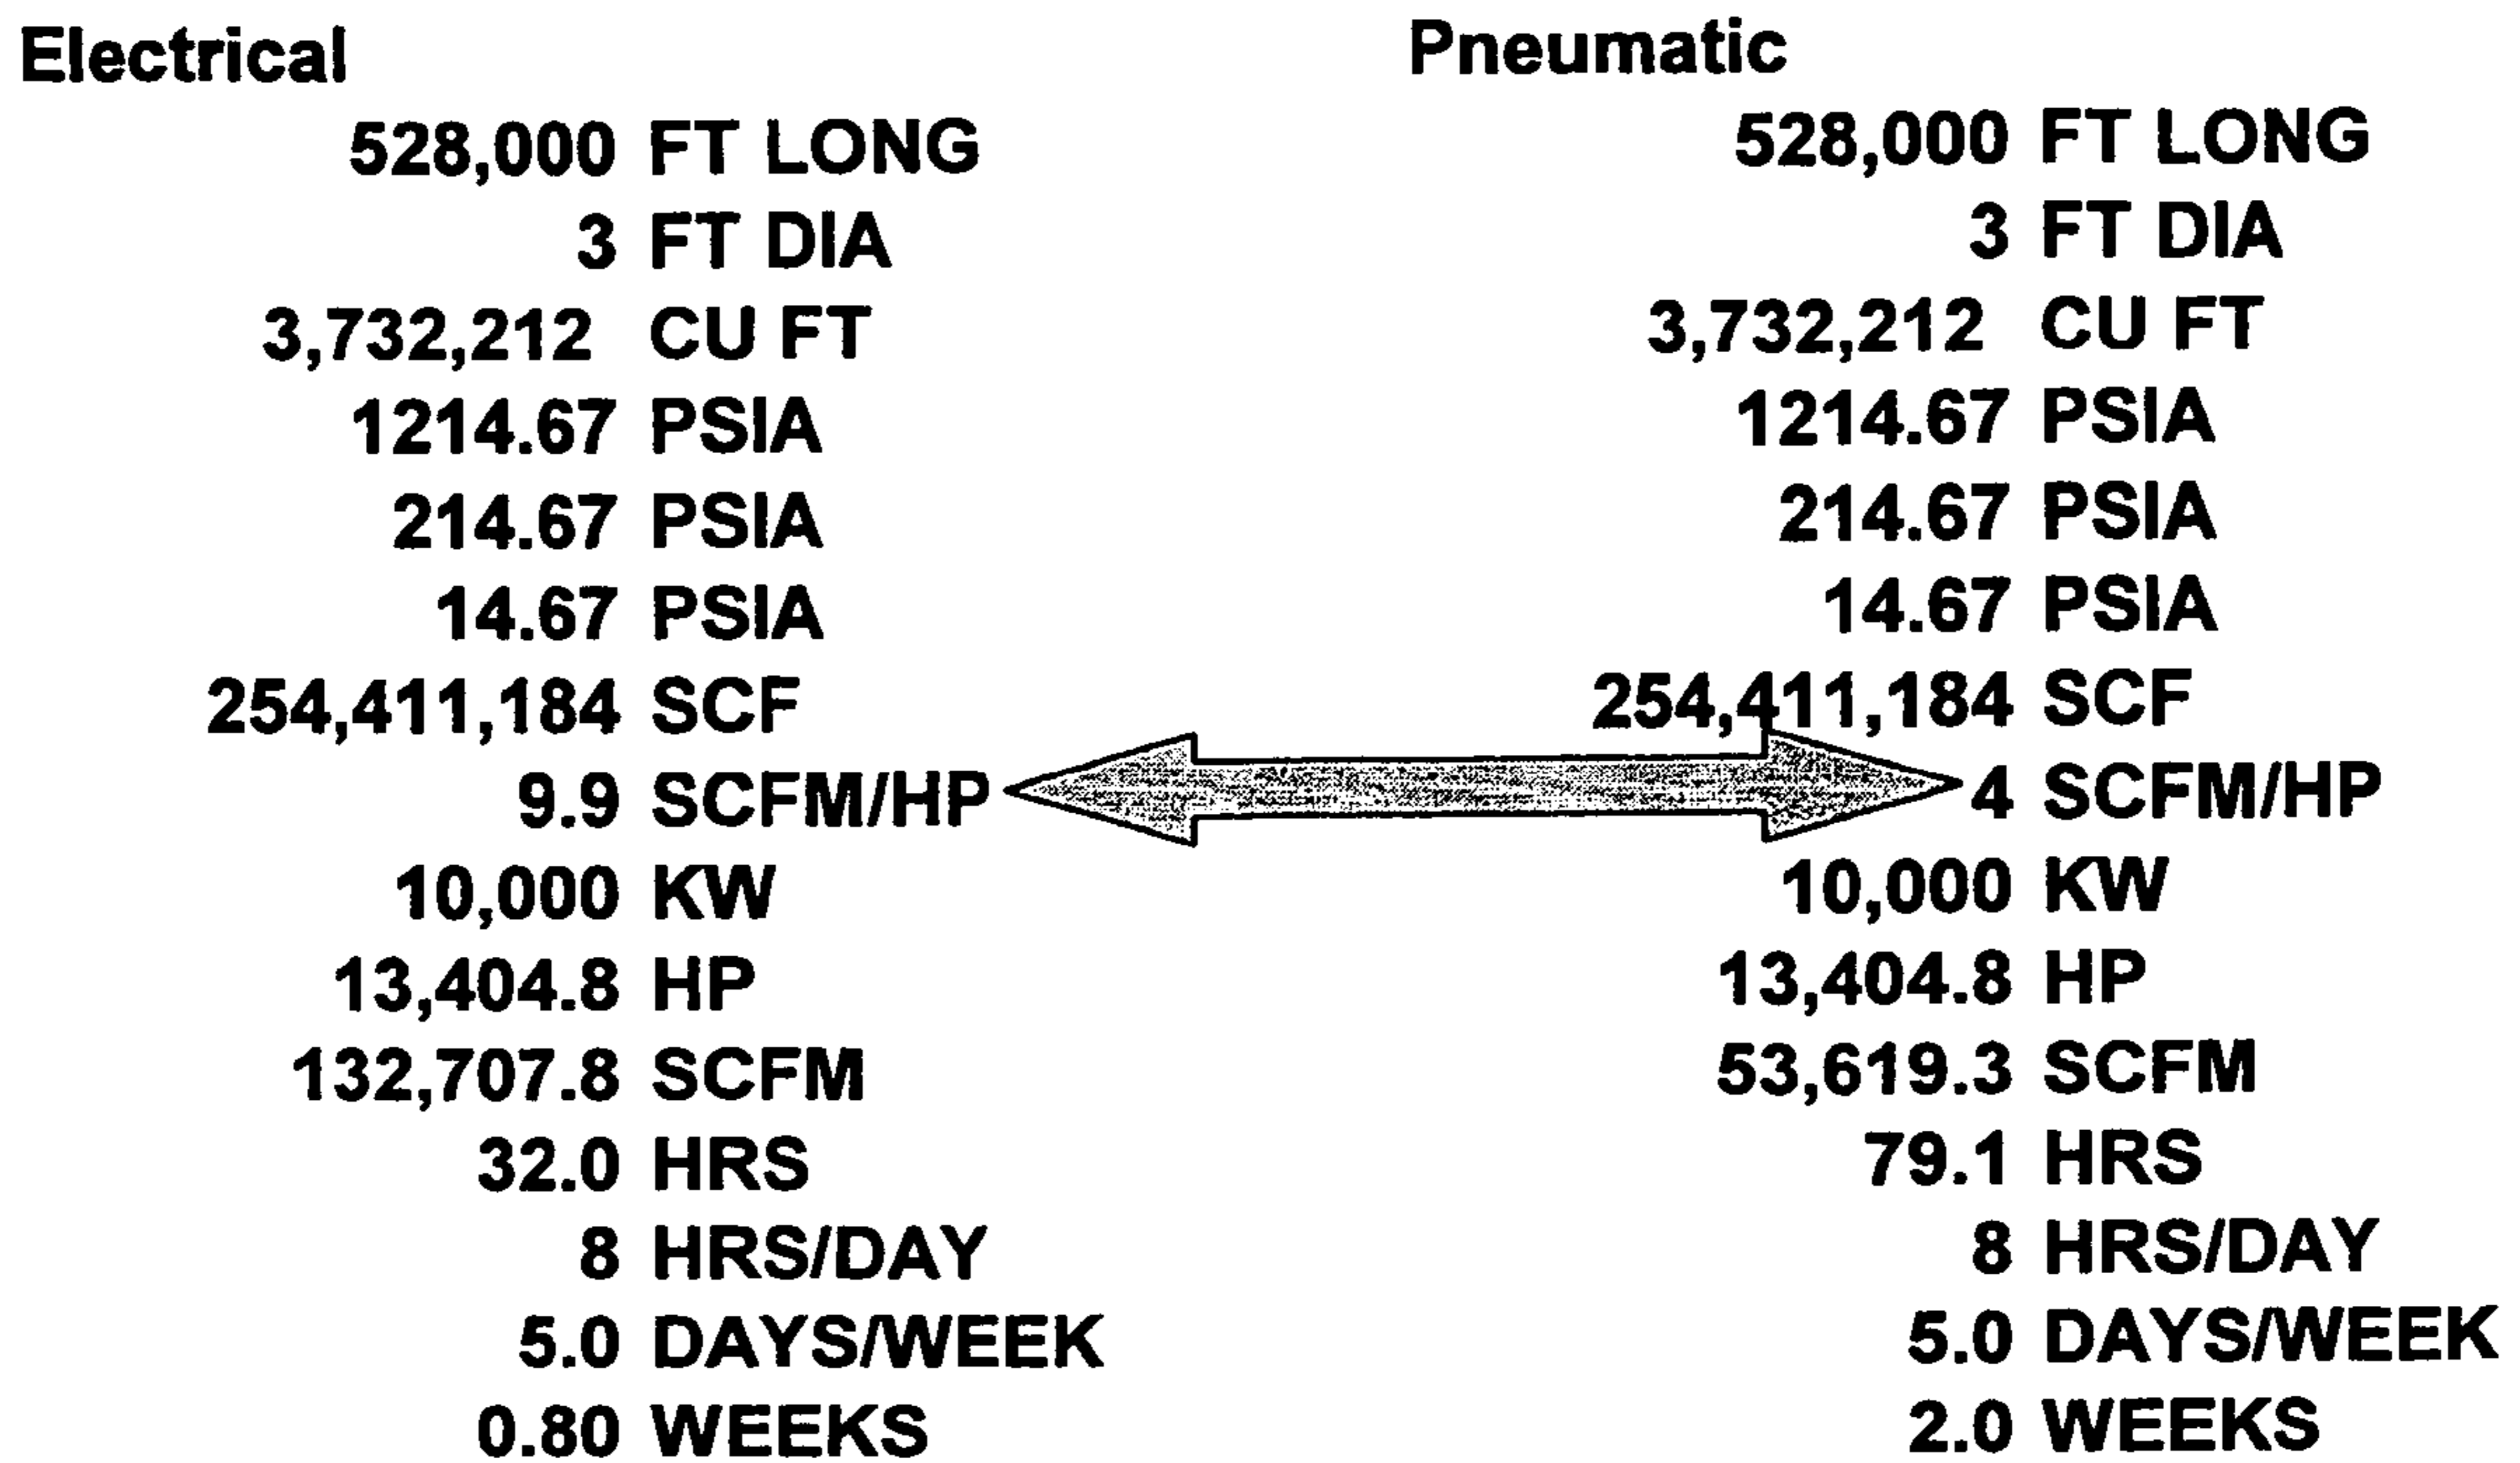 Electrical
528,000 FT LONG
3 FT DIA
3,732,212 CU FT
1214.67 PSIA
214.67 PSIA
14.67 PSIA
254,411,184 SCF
9.9 SCFM/HP
10,000 KW
13,404.8 HP
132,707.8 SCFM
32.0 HRS
8 HRS/DAY
5.0 DAYS/WEEK
0.80 WEEKS
Pneumatic
528,000 FT LONG
3 FT DIA
3,732,212 CU FT
1214.67 PSIA
214.67 PSIA
14.67 PSIA
254,411,184 SCF
4 SCFM/HP
10,000 KW
13,404.8 HP
53,619.3 SCFM
79.1 HRS
8 HRS/DAY
5.0 DAYS/WEEK
2.0 WEEKS